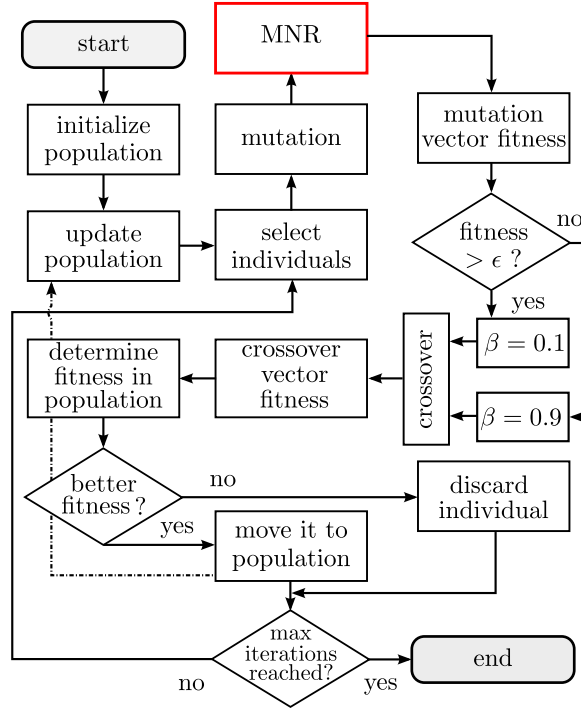 start
MNR
initialize
population
mutation
mutation
vector fitness
update
population
select
individuals
fitness
> ϵ ?
no
yes
β = 0.1
crossover
β = 0.9
determine
fitness in
population
crossover
vector
fitness
better
fitness ?
no
yes
discard
individual
move it to
population
max
iterations
reached?
no
yes
end